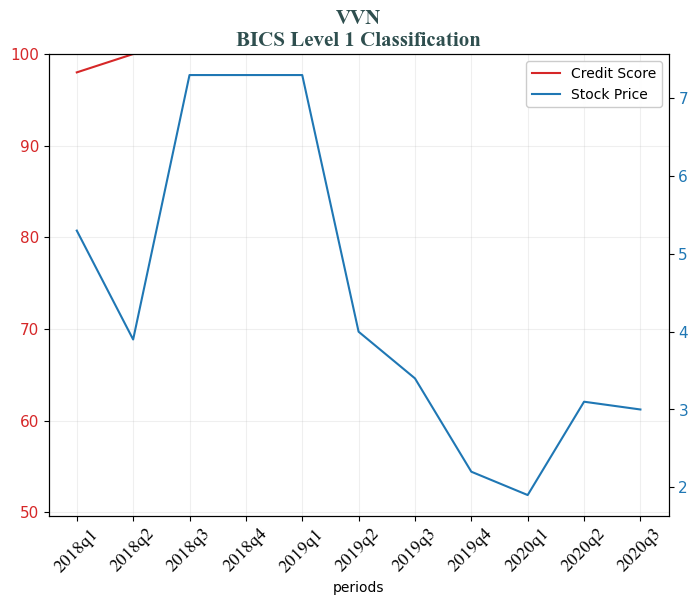 VVN
BICS Level 1 Classification
Credit Score
Stock Price
100
90
80
70
60
50
7
6
5
4
3
2
2018q1
2018q2
2018q3
2018q4
2019q1
2019q2
2019q3
2019q4
2020q1
2020q2
2020q3
periods